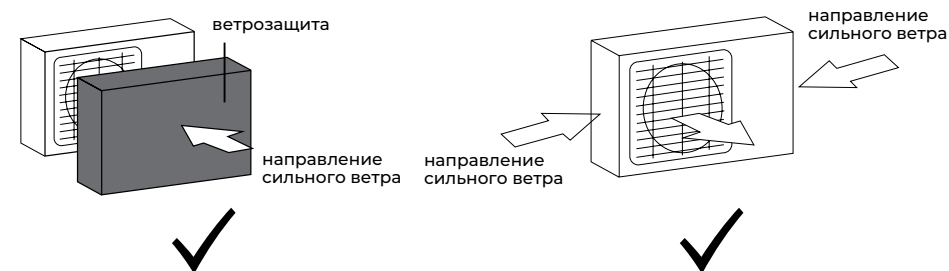 ветрозащита
направление
сильного ветра
направление
сильного ветра
направление
сильного ветра